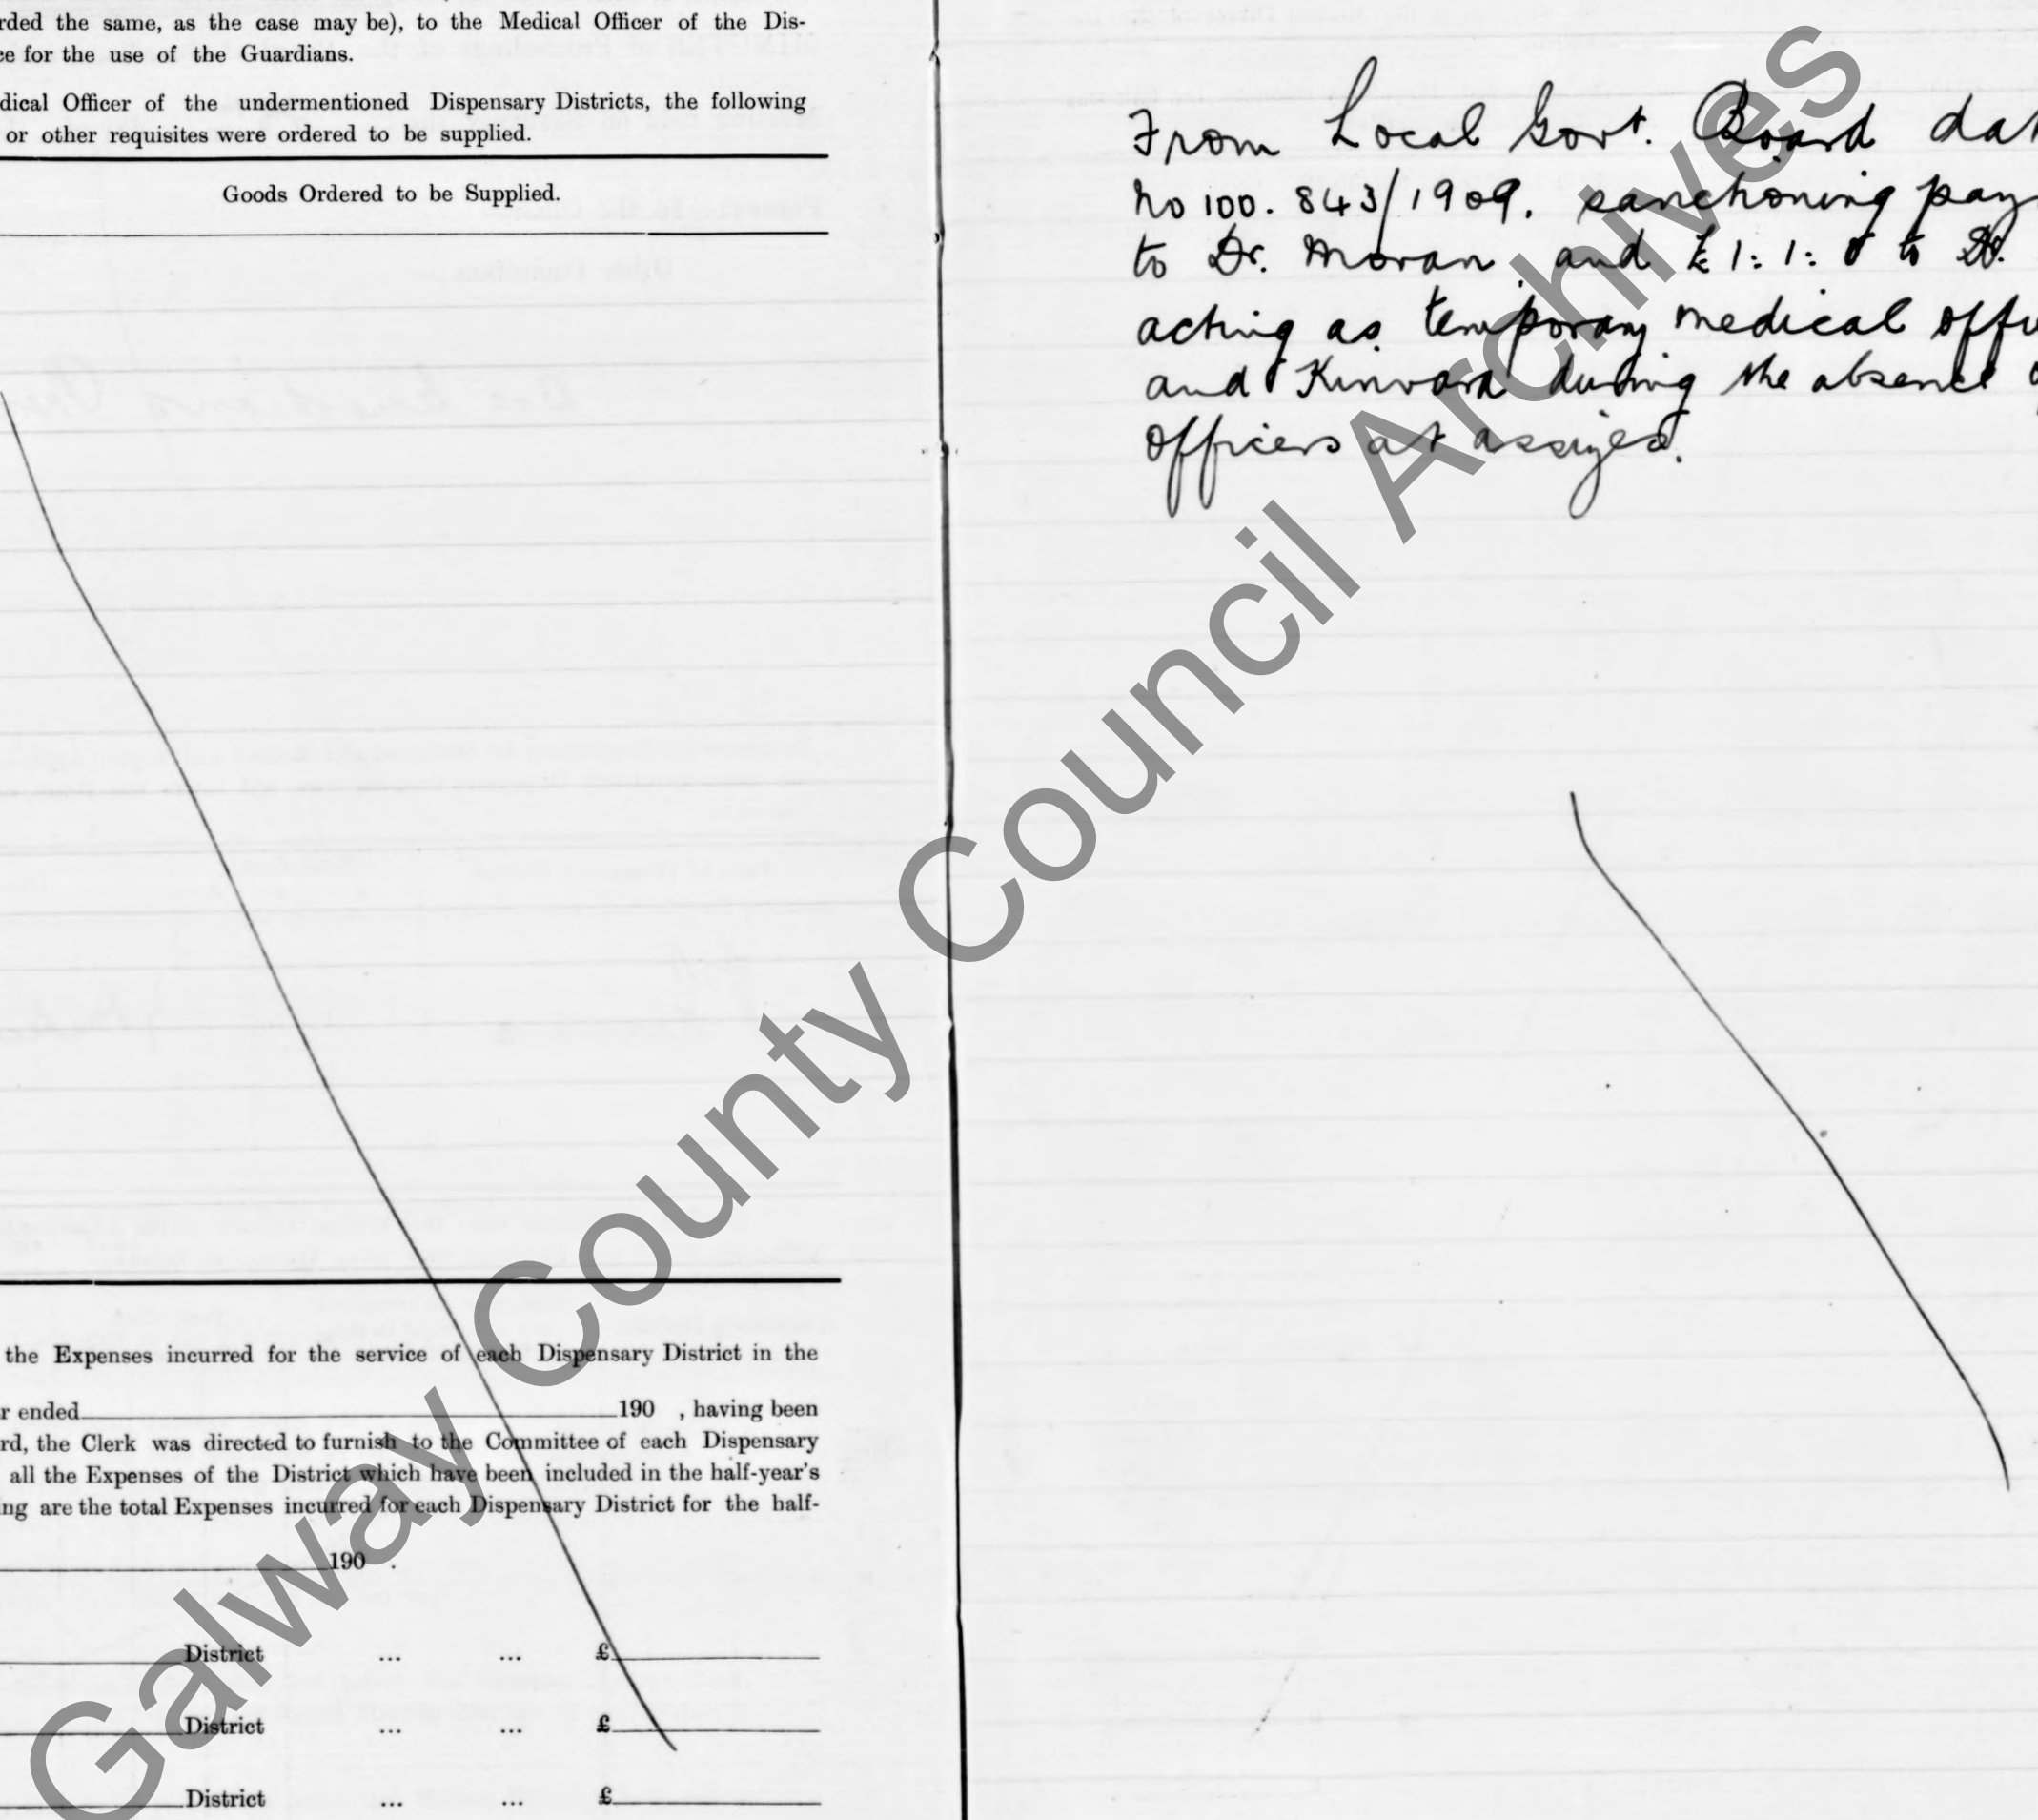 rded the same, as the case may be), to the Medical Officer of the Dis-
ce for the use of the Guardians.
dical Officer of the undermentioned Dispensary Districts, the following
or other requisites were ordered to be supplied.
Goods Ordered to be Supplied.
the Expenses incurred for the service of each Dispensary District in the
r ended 190 , having been
rd, the Clerk was directed to furnish to the Committee of each Dispensary
all the Expenses of the District which have been included in the half-year's
ing are the total Expenses incurred for each Dispensary District for the half-
190 .
District ... ... £
District ... ... £
District ... ... £
From Local Govt. Board dat
No 100. 843/1909. sanctioning pay
to Dr. Moran and £1:1:0 to Dr.
acting as temporary medical offi
and Kinvara during the absence o
officers at assizes.
Galway County Council Archives